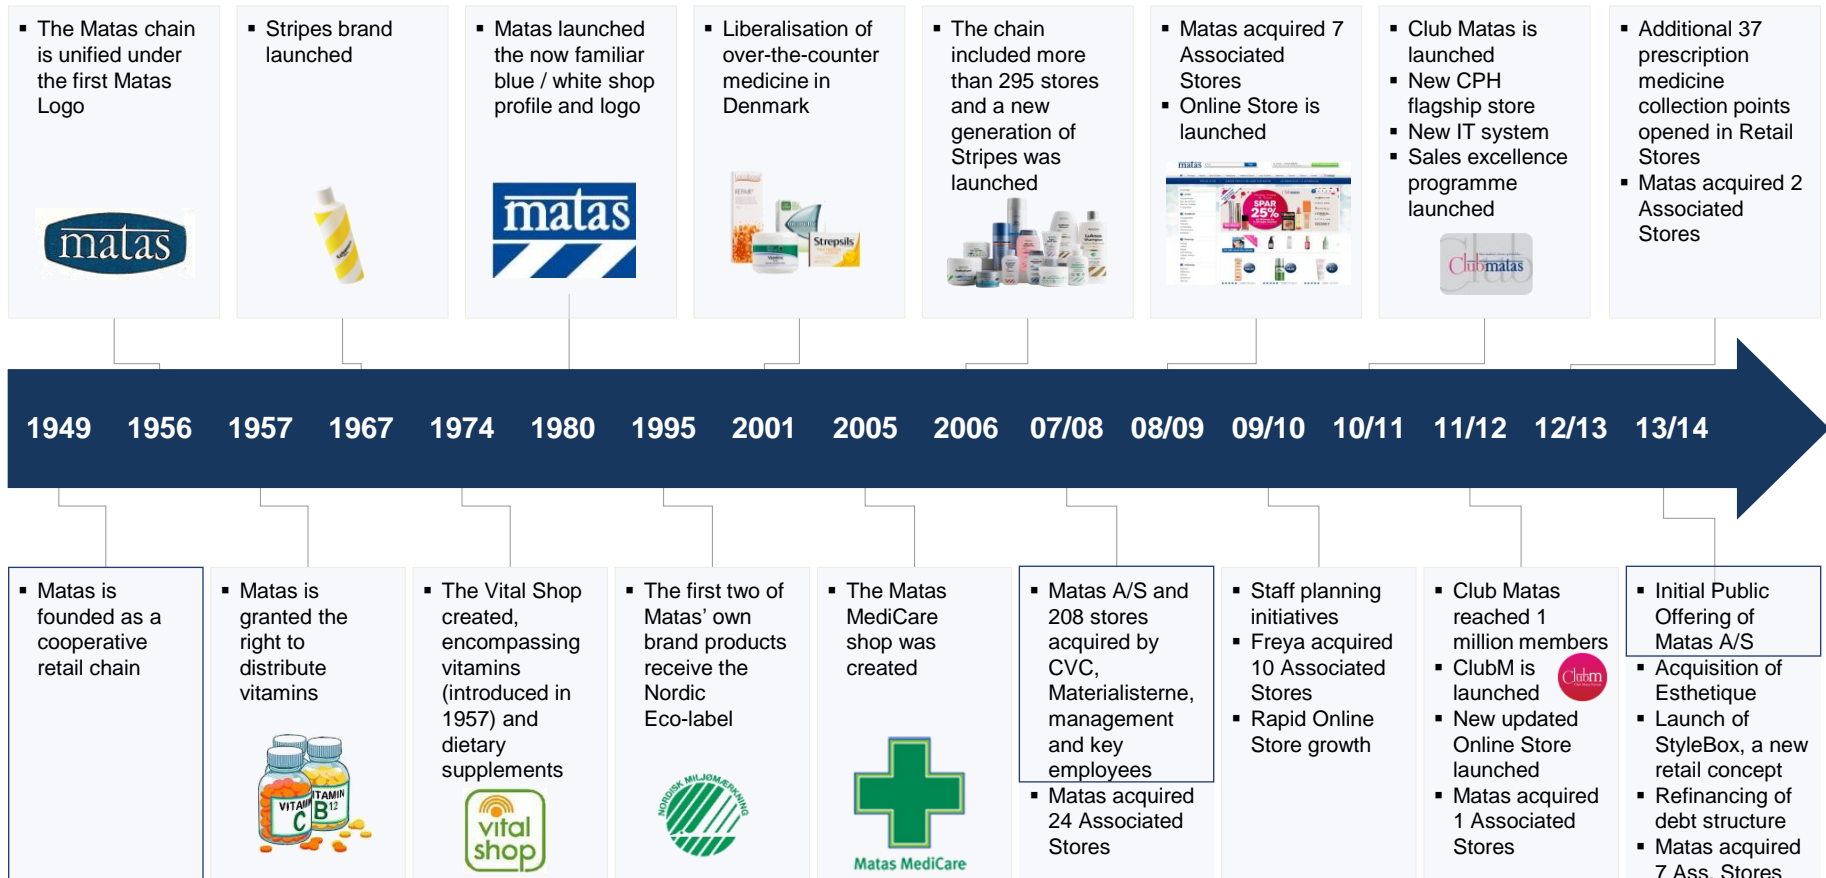 ▪ The Matas chain
is unified under
the first Matas
Logo
matas
▪ Stripes brand
launched
▪ Matas launched
the now familiar
blue / white shop
profile and logo
matas
▪ Liberalisation of
over-the-counter
medicine in
Denmark
REPAIR
Strepsils
▪ The chain
included more
than 295 stores
and a new
generation of
Stripes was
launched
▪ Matas acquired 7
Associated
Stores
▪ Online Store is
launched
matas
SPAR
25%
▪ Club Matas is
launched
▪ New CPH
flagship store
▪ New IT system
▪ Sales excellence
programme
launched
Club matas
▪ Additional 37
prescription
medicine
collection points
opened in Retail
Stores
▪ Matas acquired 2
Associated
Stores
1949 1956 1957 1967 1974 1980 1995 2001 2005 2006 07/08 08/09 09/10 10/11 11/12 12/13 13/14
▪ Matas is
founded as a
cooperative
retail chain
▪ Matas is
granted the
right to
distribute
vitamins
VITAMIN
C
VITAMIN
B12
▪ The Vital Shop
created,
encompassing
vitamins
(introduced in
1957) and
dietary
supplements
vital
shop
▪ The first two of
Matas' own
brand products
receive the
Nordic
Eco-label
NORDISK MILJØMÆRKNING
▪ The Matas
MediCare
shop was
created
Matas MediCare
▪ Matas A/S and
208 stores
acquired by
CVC,
Materialisterne,
management
and key
employees
▪ Matas acquired
24 Associated
Stores
▪ Staff planning
initiatives
▪ Freya acquired
10 Associated
Stores
▪ Rapid Online
Store growth
▪ Club Matas
reached 1
million members
▪ ClubM is
launched
Clubm
▪ New updated
Online Store
launched
▪ Matas acquired
1 Associated
Stores
▪ Initial Public
Offering of
Matas A/S
▪ Acquisition of
Esthetique
▪ Launch of
StyleBox, a new
retail concept
▪ Refinancing of
debt structure
▪ Matas acquired
7 Ass. Stores